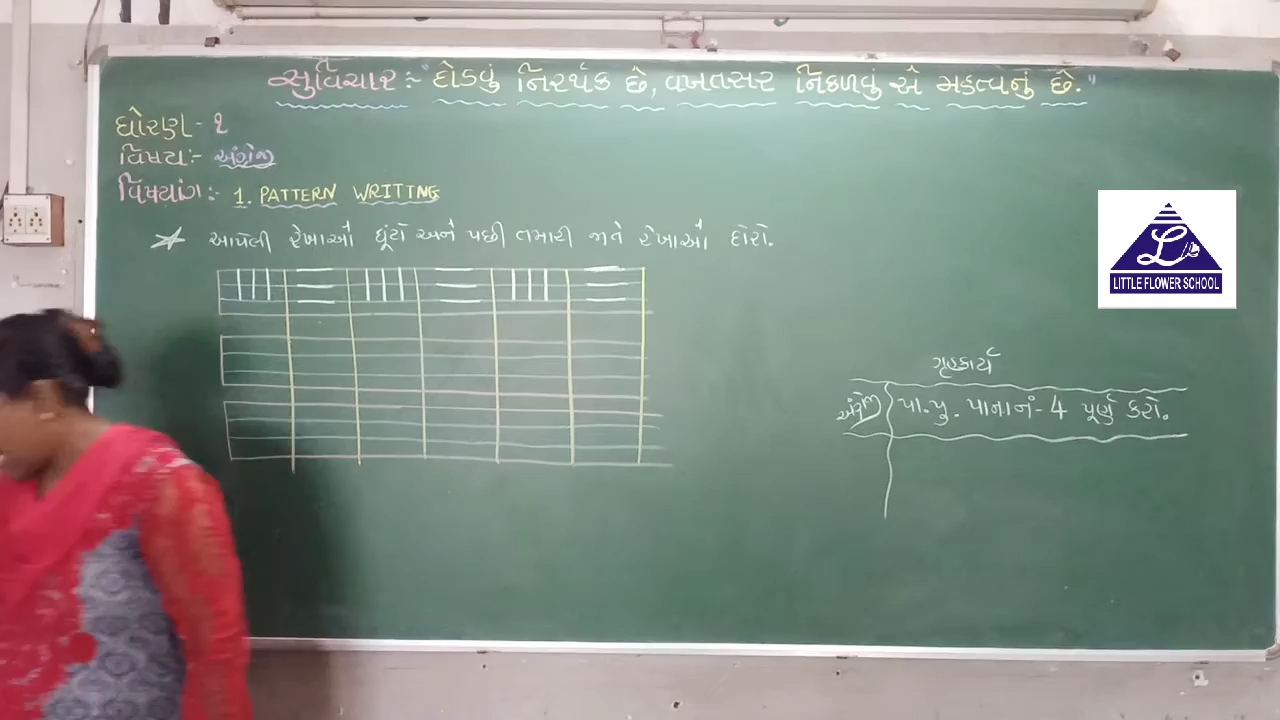 સુવિચાર :- "દોડવું નિરર્થક છે, વખતસર નિકળવું એ મહત્વનું છે."
ધોરણ - ૧
વિષય :- અંગ્રેજી
વિષયાંગ :- 1. PATTERN WRITING
આપેલી રેખાઓ ઘૂંટો અને પછી તમારી જાતે રેખાઓ દોરો.
LITTLE FLOWER SCHOOL
ગૃહકાર્ય
અંગ્રેજી પા.પુ. પાનાનં - 4 પૂર્ણ કરો.